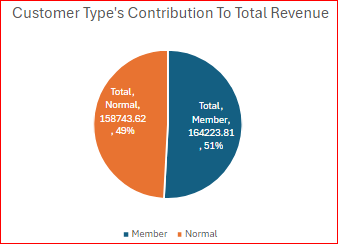 Customer Type's Contribution To Total Revenue
Total,
Normal,
158743.62
, 49%
Total,
Member,
164223.81
, 51%
Member
Normal